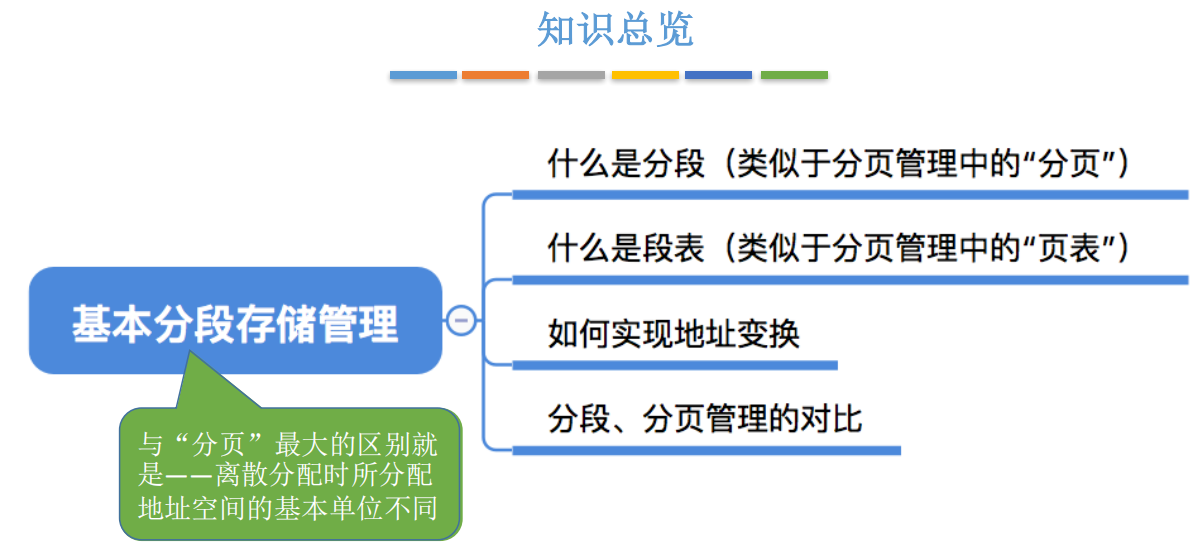 知识总览
什么是分段（类似于分页管理中的“分页”）
什么是段表（类似于分页管理中的“页表”）
基本分段存储管理
如何实现地址变换
分段、分页管理的对比
与“分页”最大的区别就
是——离散分配时所分配
地址空间的基本单位不同